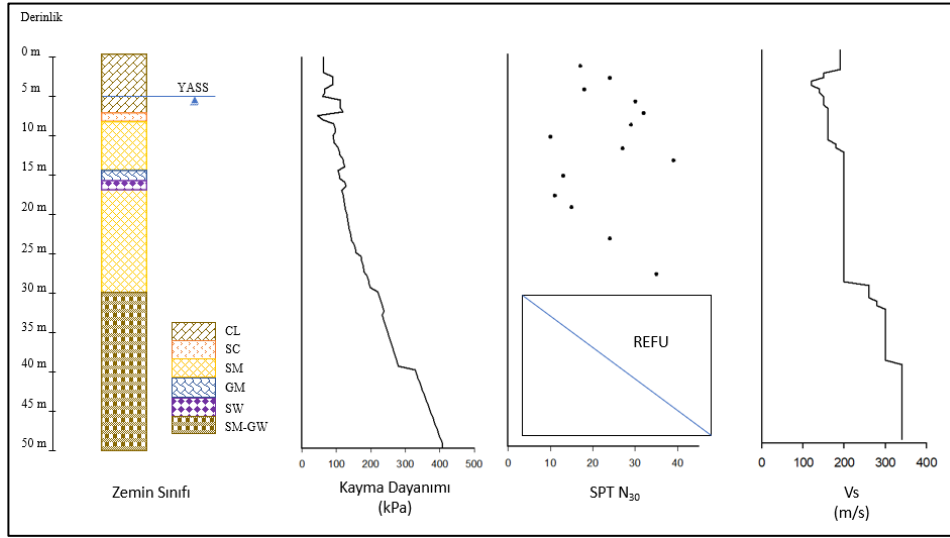 Derinlik
0 m
5 m
10 m
15 m
20 m
25 m
30 m
35 m
40 m
45 m
50 m
YASS
CL
SC
SM
GM
SW
SM-GW
Zemin Sınıfı
0 100 200 300 400 500
Kayma Dayanımı
(kPa)
REFU
0 10 20 30 40
SPT N₃₀
0 100 200 300 400
Vs
(m/s)